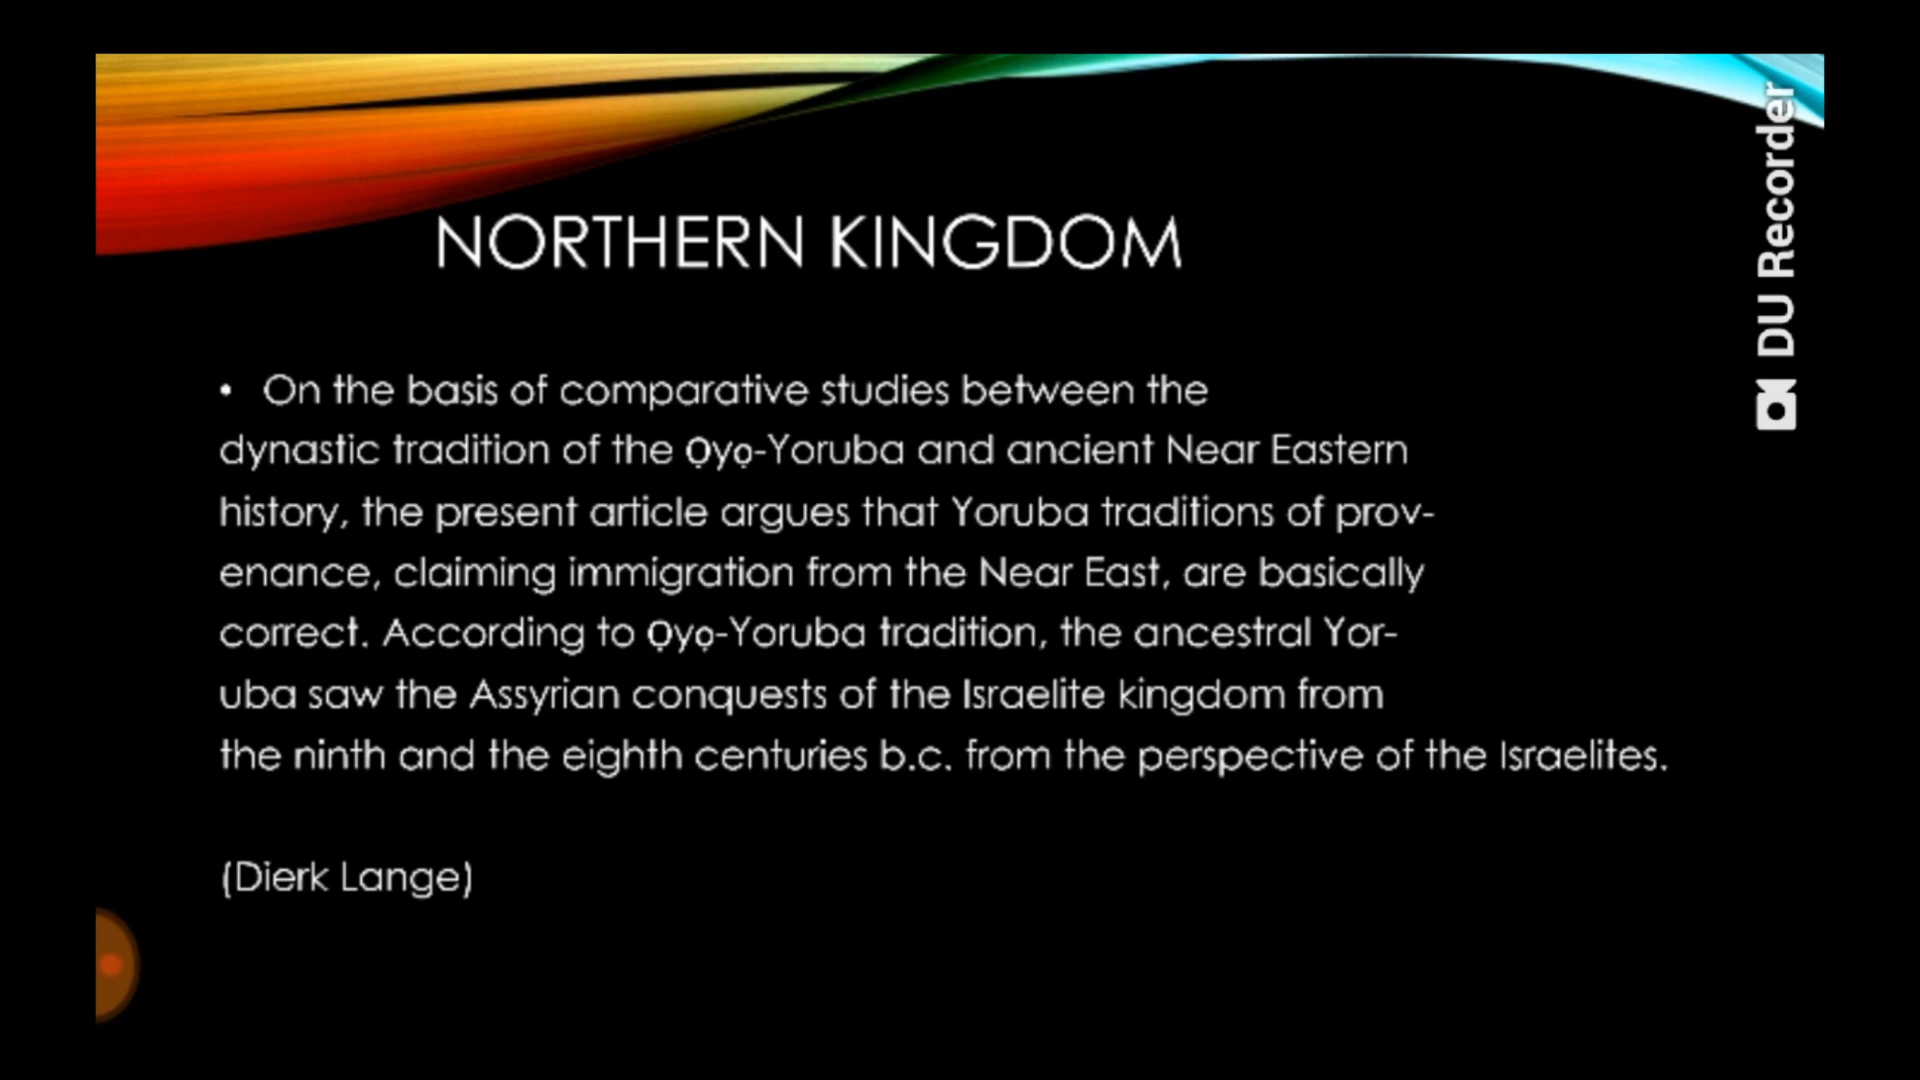 NORTHERN KINGDOM
• On the basis of comparative studies between the
dynastic tradition of the Ọyọ-Yoruba and ancient Near Eastern
history, the present article argues that Yoruba traditions of prov-
enance, claiming immigration from the Near East, are basically
correct. According to Ọyọ-Yoruba tradition, the ancestral Yor-
uba saw the Assyrian conquests of the Israelite kingdom from
the ninth and the eighth centuries b.c. from the perspective of the Israelites.
(Dierk Lange)
DU Recorder